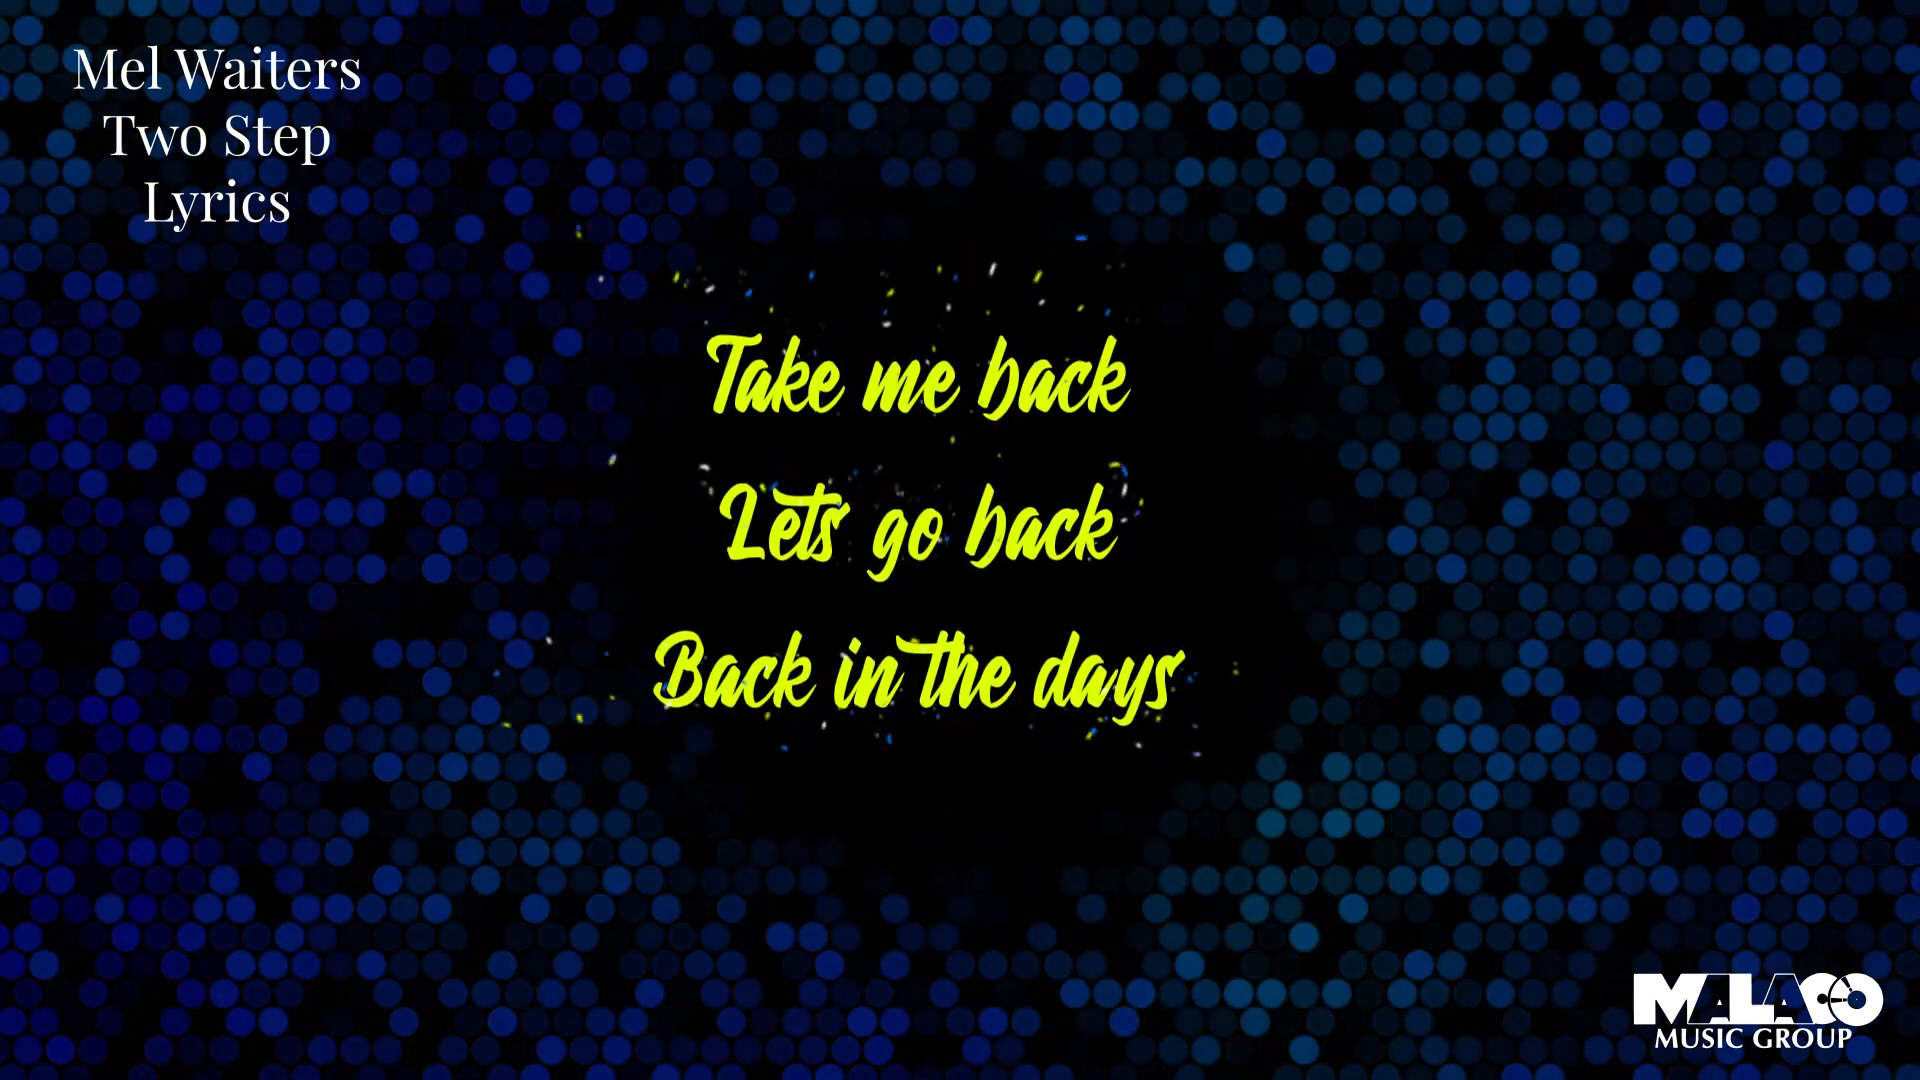 Mel Waiters
Two Step
Lyrics
Take me back
Lets go back
Back in the days
MALACO
MUSIC GROUP